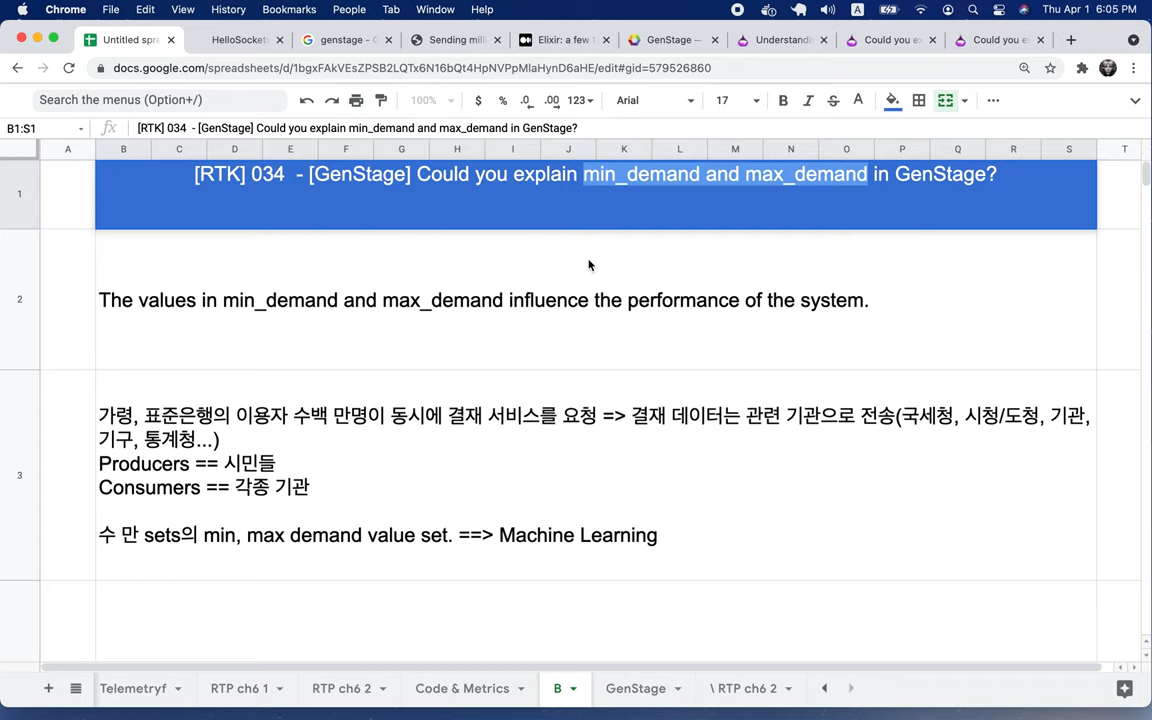 Chrome File Edit View History Bookmarks People Tab Window Help A Thu Apr 1 6:05 PM
Untitled spre HelloSocket: genstage - C Sending mill Elixir: a few t GenStage — Understandi Could you ex Could you ex
docs.google.com/spreadsheets/d/1bgxFAkVEsZPSB2LQTx6N16bQt4HpNVPpMlaHynD6aHE/edit#gid=579526860
Search the menus (Option+/) 100% $ % .0 .00 123 Arial 17 B I S A
B1:S1 fx [RTK] 034 - [GenStage] Could you explain min_demand and max_demand in GenStage?
A B C D E F G H I J K L M N O P Q R S T
1 [RTK] 034 - [GenStage] Could you explain min_demand and max_demand in GenStage?
2 The values in min_demand and max_demand influence the performance of the system.
가령, 표준은행의 이용자 수백 만명이 동시에 결재 서비스를 요청 => 결재 데이터는 관련 기관으로 전송(국세청, 시청/도청, 기관,
기구, 통계청...)
Producers == 시민들
3
Consumers == 각종 기관
수 만 sets의 min, max demand value set. ==> Machine Learning
Telemetryf RTP ch6 1 RTP ch6 2 Code & Metrics B GenStage \ RTP ch6 2